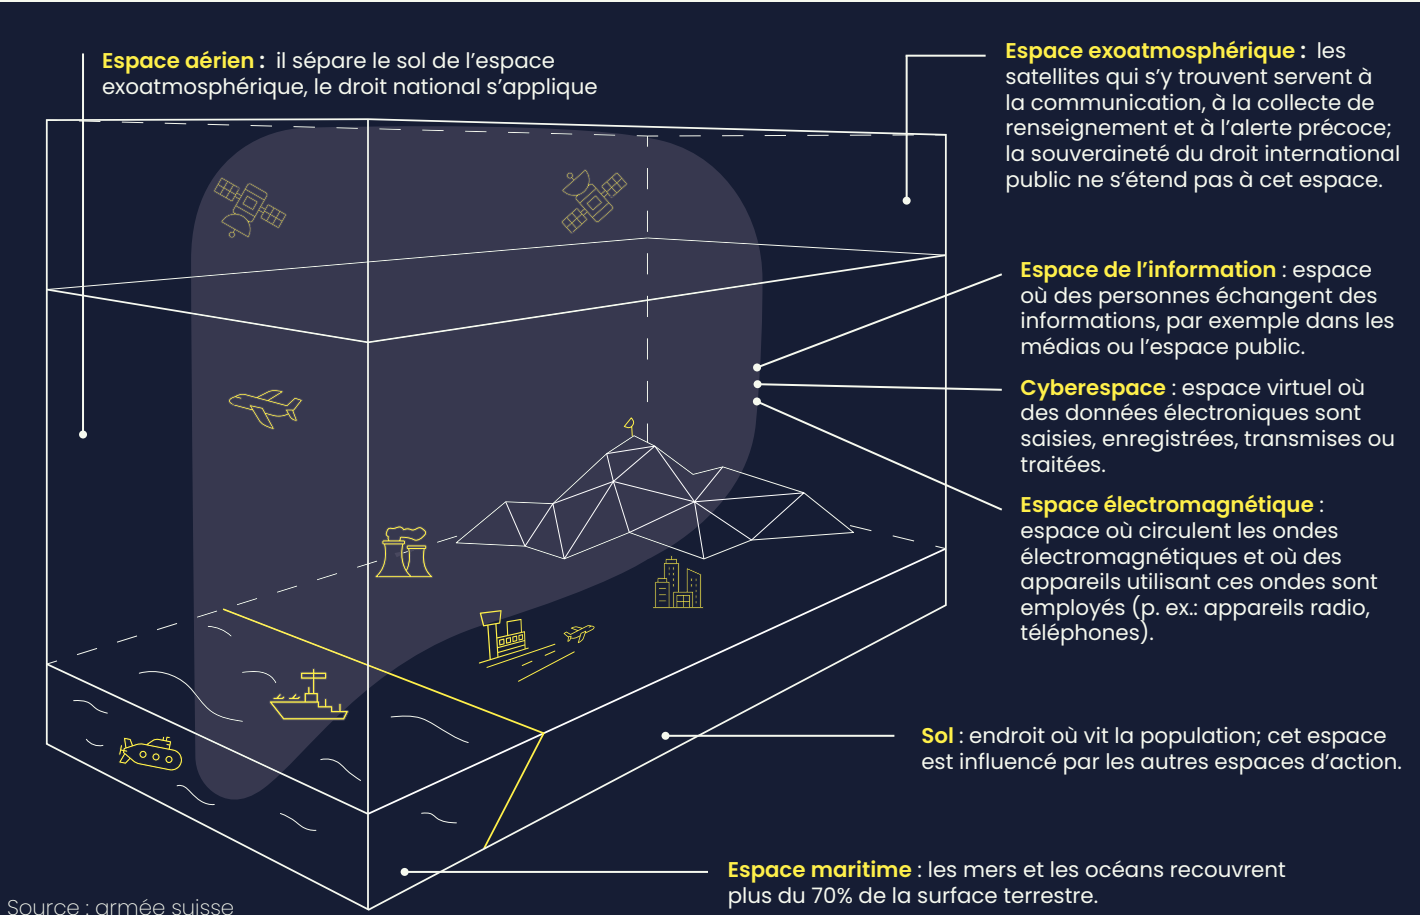 Espace aérien : il sépare le sol de l'espace
exoatmosphérique, le droit national s'applique
Espace exoatmosphérique : les
satellites qui s'y trouvent servent à
la communication, à la collecte de
renseignement et à l'alerte précoce;
la souveraineté du droit international
public ne s'étend pas à cet espace.
Espace de l'information : espace
où des personnes échangent des
informations, par exemple dans les
médias ou l'espace public.
Cyberespace : espace virtuel où
des données électroniques sont
saisies, enregistrées, transmises ou
traitées.
Espace électromagnétique :
espace où circulent les ondes
électromagnétiques et où des
appareils utilisant ces ondes sont
employés (p. ex.: appareils radio,
téléphones).
Sol : endroit où vit la population; cet espace
est influencé par les autres espaces d'action.
Espace maritime : les mers et les océans recouvrent
plus du 70% de la surface terrestre.
Source : armée suisse